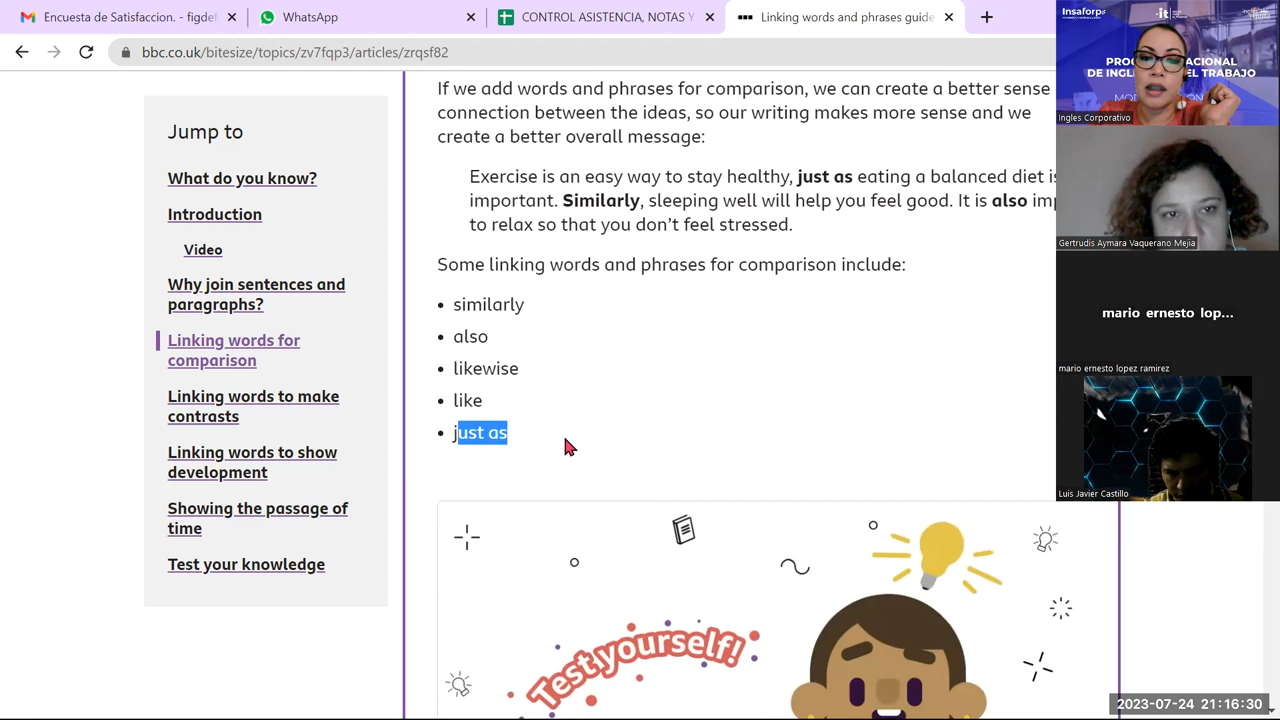 Encuesta de Satisfaccion. - figdef
WhatsApp
CONTROL ASISTENCIA, NOTAS Y
Linking words and phrases guide
bbc.co.uk/bitesize/topics/zv7fqp3/articles/zrqsf82
Jump to
What do you know?
Introduction
Video
Why join sentences and
paragraphs?
Linking words for
comparison
Linking words to make
contrasts
Linking words to show
development
Showing the passage of
time
Test your knowledge
If we add words and phrases for comparison, we can create a better sense
connection between the ideas, so our writing makes more sense and we
create a better overall message:
Exercise is an easy way to stay healthy, just as eating a balanced diet is
important. Similarly, sleeping well will help you feel good. It is also imp
to relax so that you don't feel stressed.
Some linking words and phrases for comparison include:
• similarly
• also
• likewise
• like
• just as
Test yourself!
Insaforp
it
PRO ACIONAL
DE INGL EL TRABAJO
Ingles Corporativo
Gertrudis Aymara Vaquerano Mejia
mario ernesto lop...
mario ernesto lopez ramirez
Luis Javier Castillo
2023-07-24 21:16:30